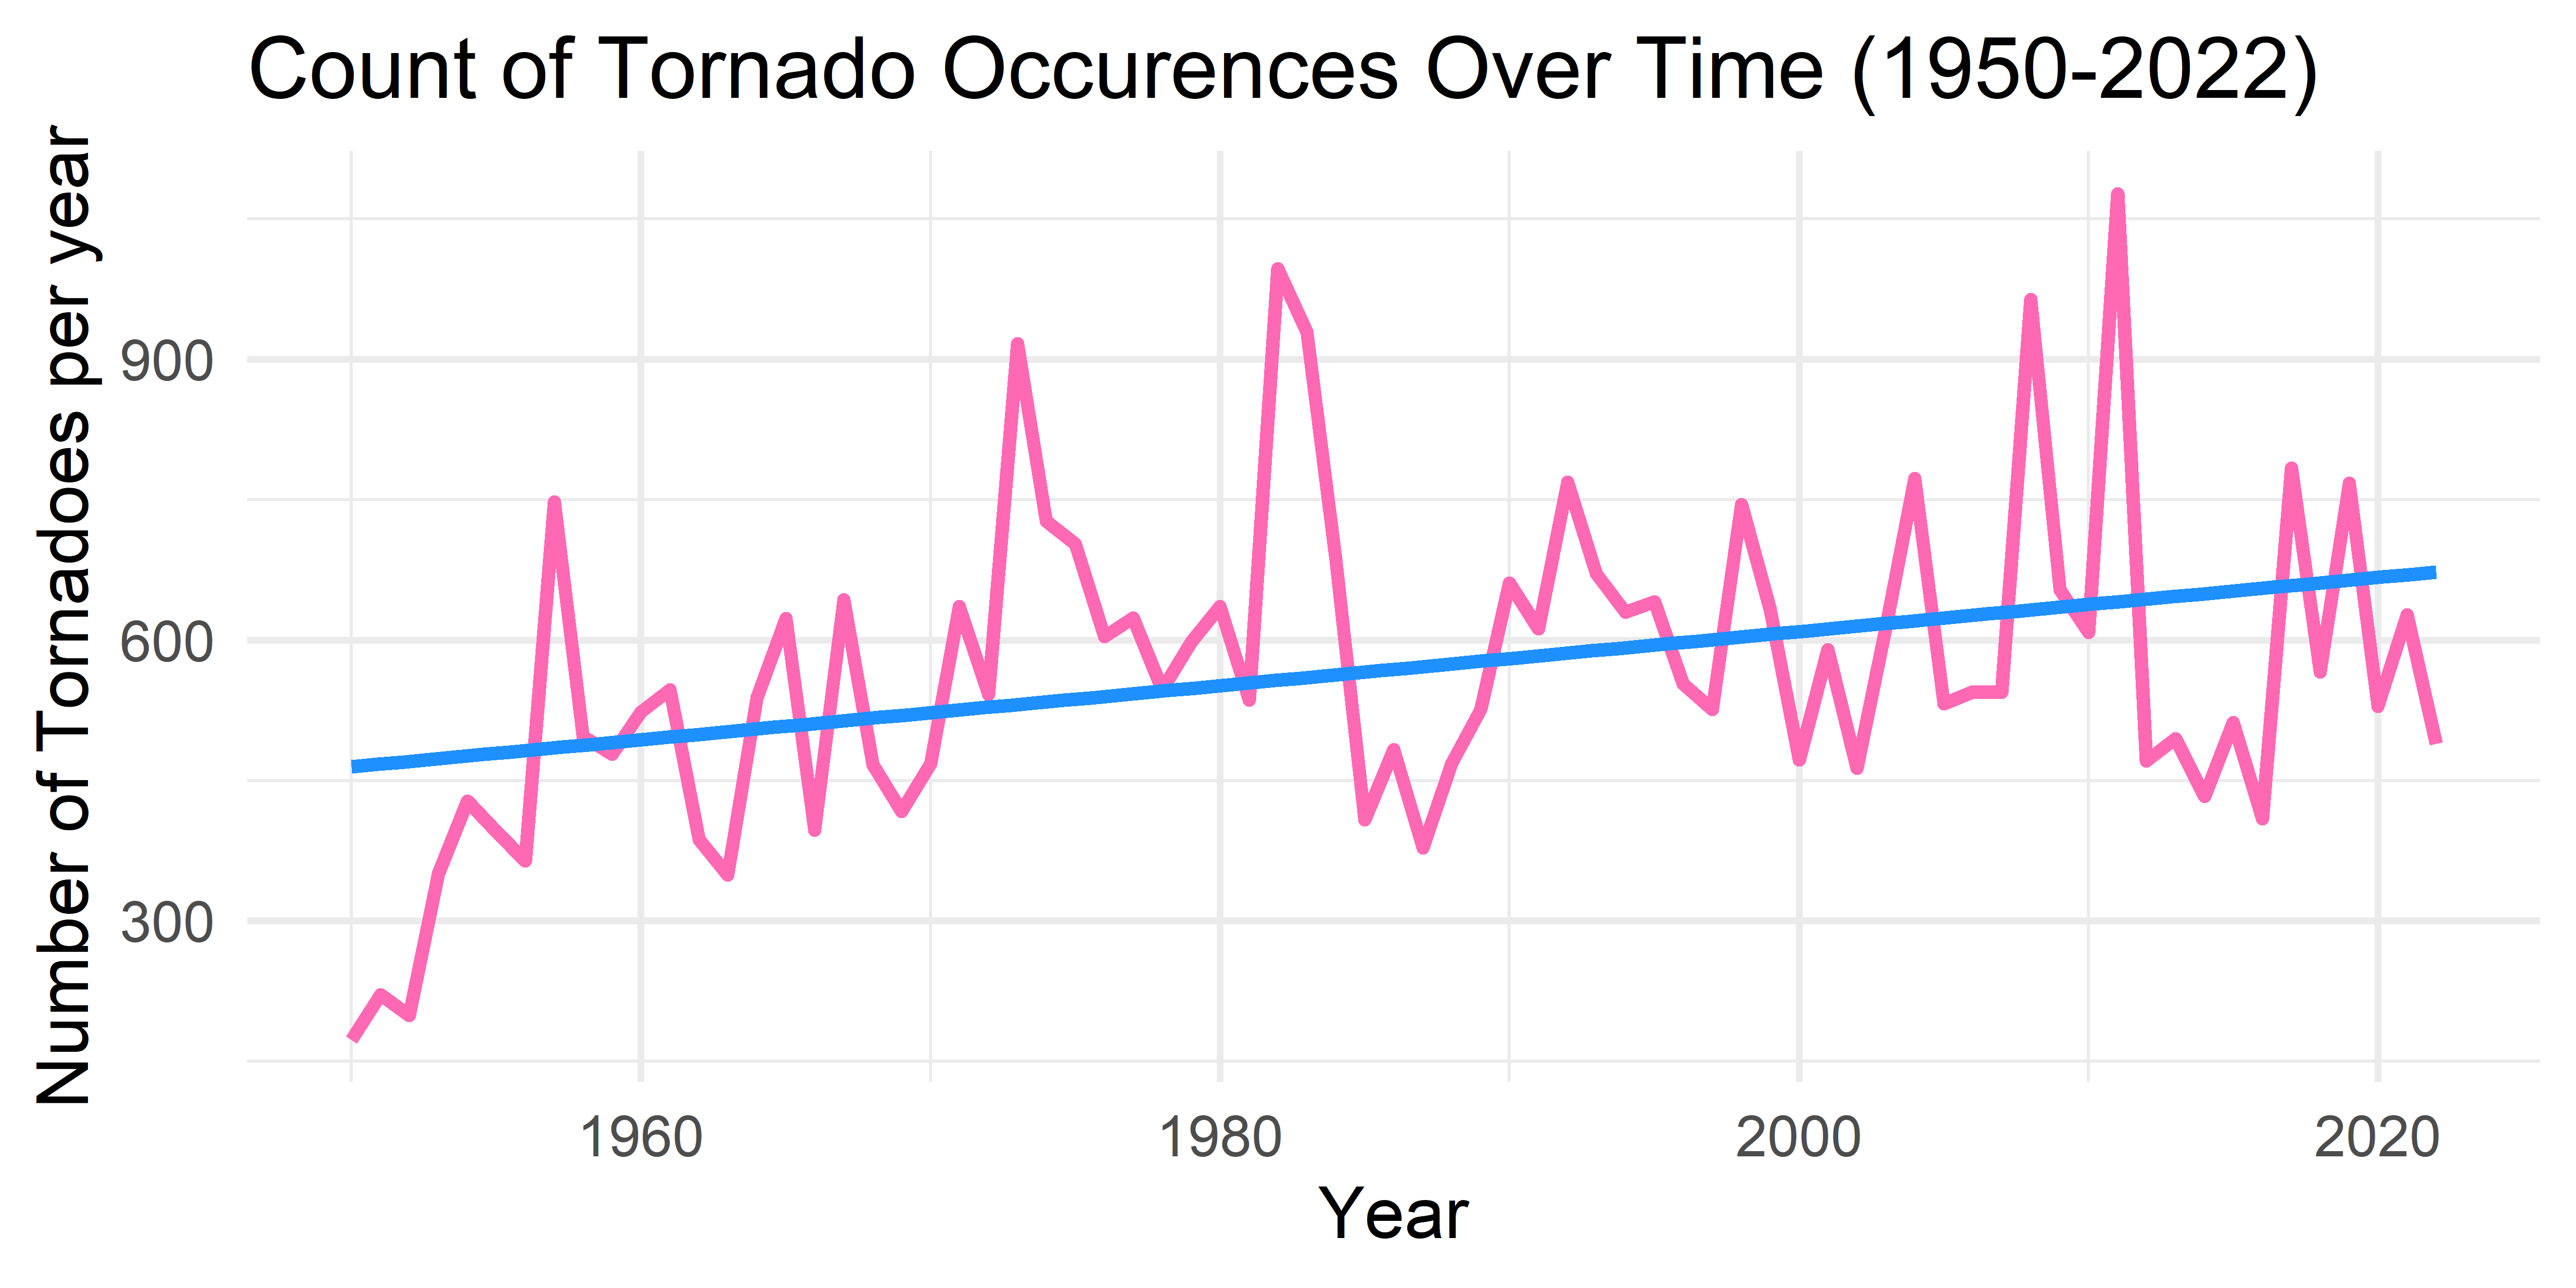 Count of Tornado Occurences Over Time (1950-2022)
Number of Tornadoes per year
900
600
300
1960
1980
2000
2020
Year